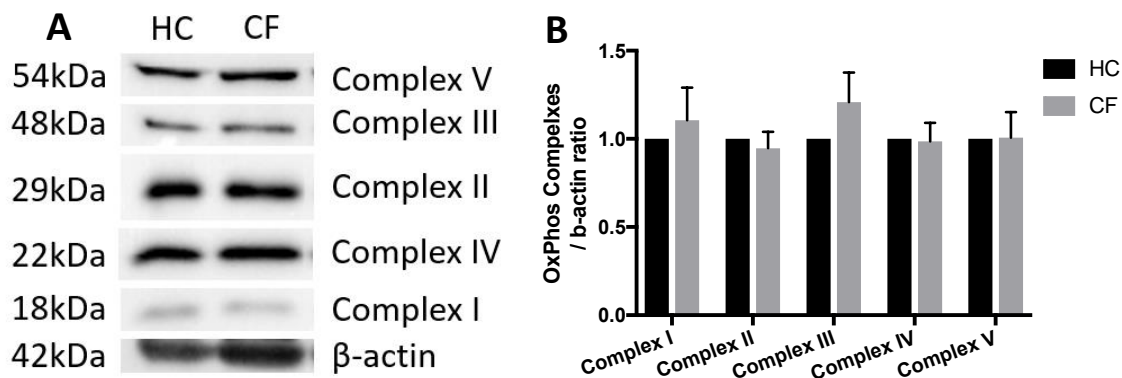 A
HC CF
54kDa Complex V
48kDa Complex III
29kDa Complex II
22kDa Complex IV
18kDa Complex I
42kDa β-actin
B
1.5
1.0
0.5
0.0
OxPhos Compelxes
/ b-actin ratio
Complex I
Complex II
Complex III
Complex IV
Complex V
HC
CF